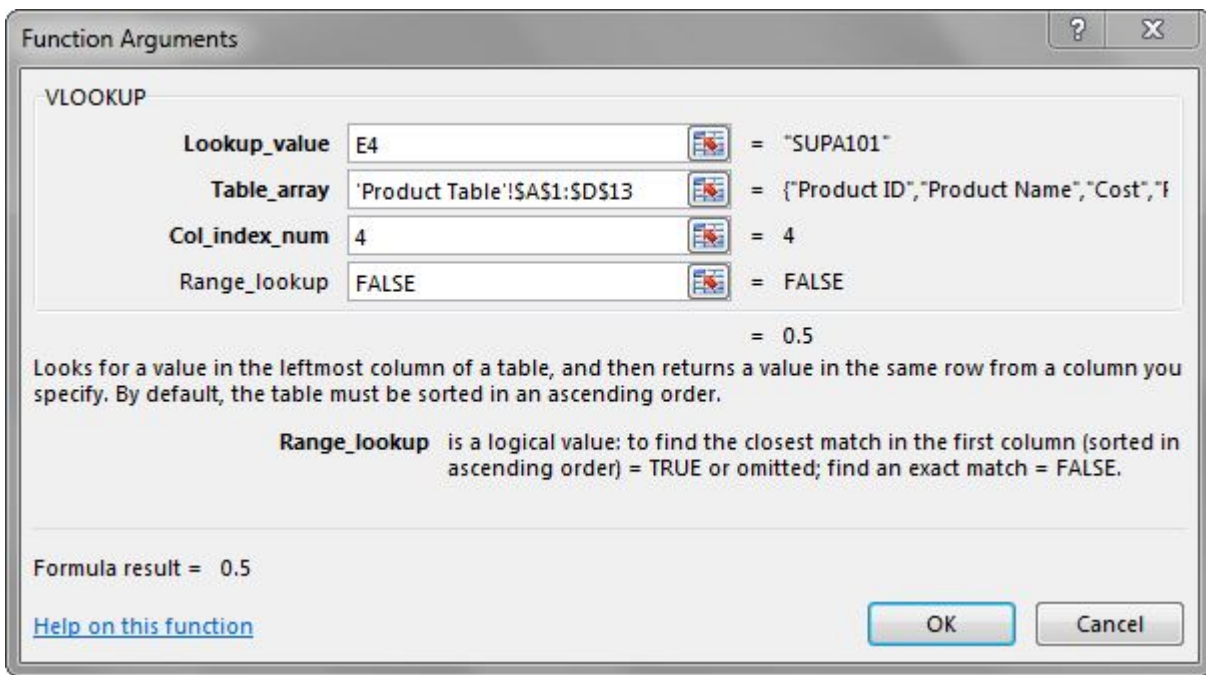 Function Arguments ?
VLOOKUP
Lookup_value E4 = "SUPA101"
Table_array 'Product Table'!$A$1:$D$13 = {"Product ID","Product Name","Cost","
Col_index_num 4 = 4
Range_lookup FALSE = FALSE
= 0.5
Looks for a value in the leftmost column of a table, and then returns a value in the same row from a column you
specify. By default, the table must be sorted in an ascending order.
Range_lookup is a logical value: to find the closest match in the first column (sorted in
ascending order) = TRUE or omitted; find an exact match = FALSE.
Formula result = 0.5
Help on this function OK Cancel